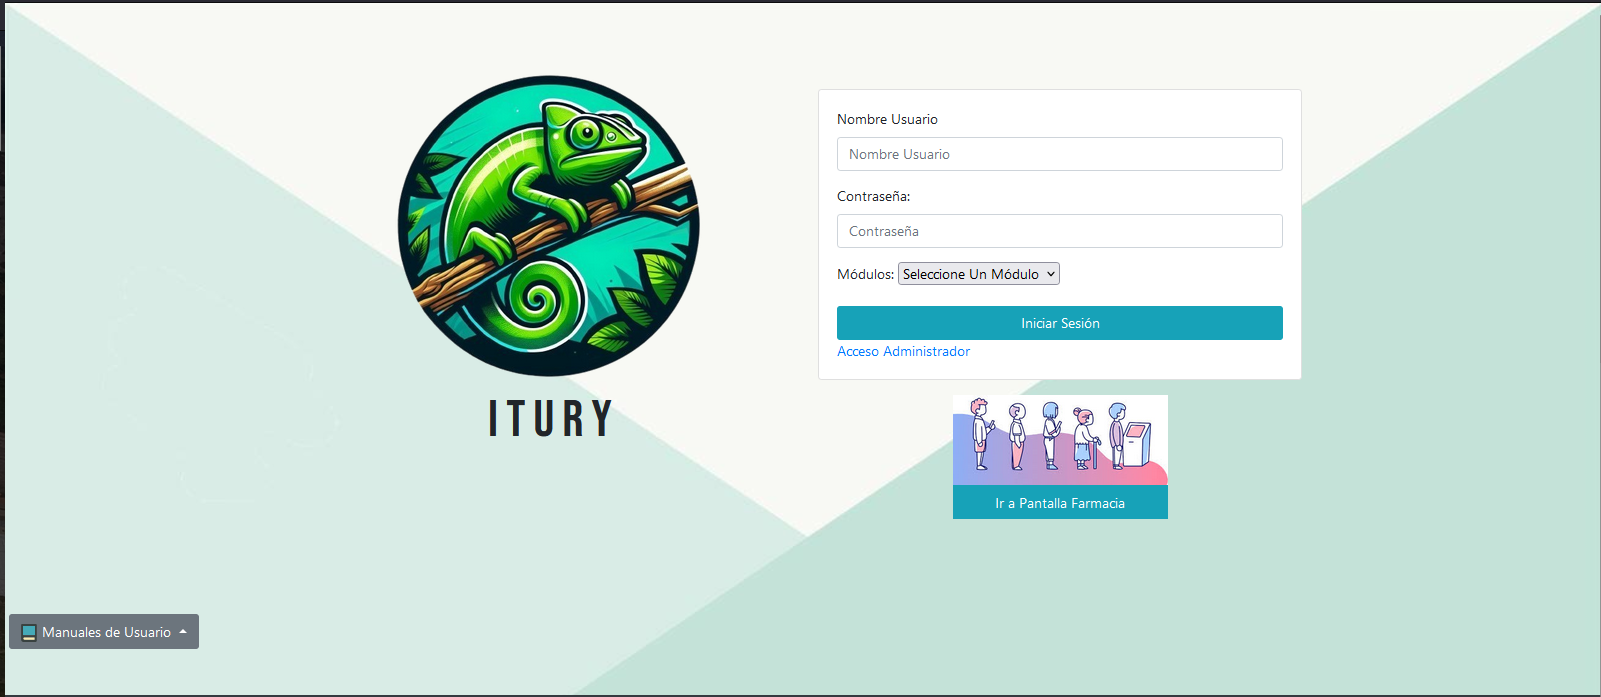 ITURY
Nombre Usuario
Nombre Usuario
Contraseña:
Contraseña
Módulos: Seleccione Un Módulo
Iniciar Sesión
Acceso Administrador
Ir a Pantalla Farmacia
Manuales de Usuario